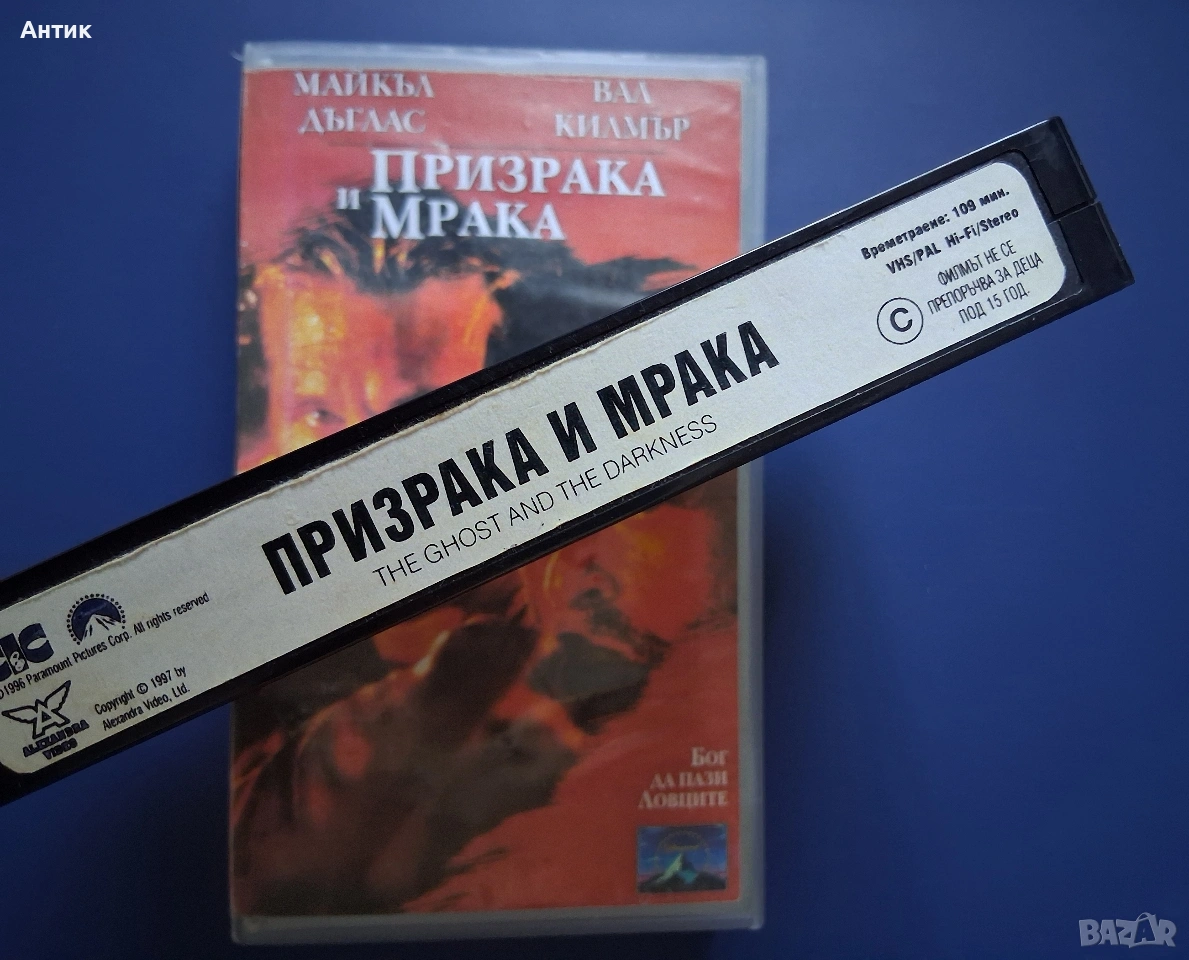 Антик
МАЙКЪЛ
ДЪГЛАС
ВАЛ
КИЛМЪР
ПРИЗРАКА
И МРАКА
Времетраене: 109 мин.
VHS/PAL Hi-Fi/Stereo
C
ФИЛМЪТ НЕ СЕ
ПРЕПОРЪЧВА ЗА ДЕЦА
ПОД 15 ГОД.
ПРИЗРАКА И МРАКА
THE GHOST AND THE DARKNESS
©1996 Paramount Pictures Corp. All rights reserved
Copyright © 1997 by
Alexandra Video, Ltd.
ALEXANDRA
VIDEO
БОГ
ДА ПАЗИ
ЛОВЦИТЕ
BAZAR